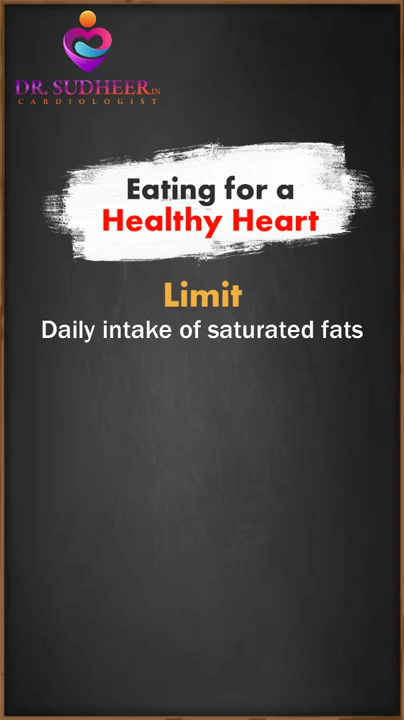 DR. SUDHEER.IN
CARDIOLOGIST
Eating for a
Healthy Heart
Limit
Daily intake of saturated fats